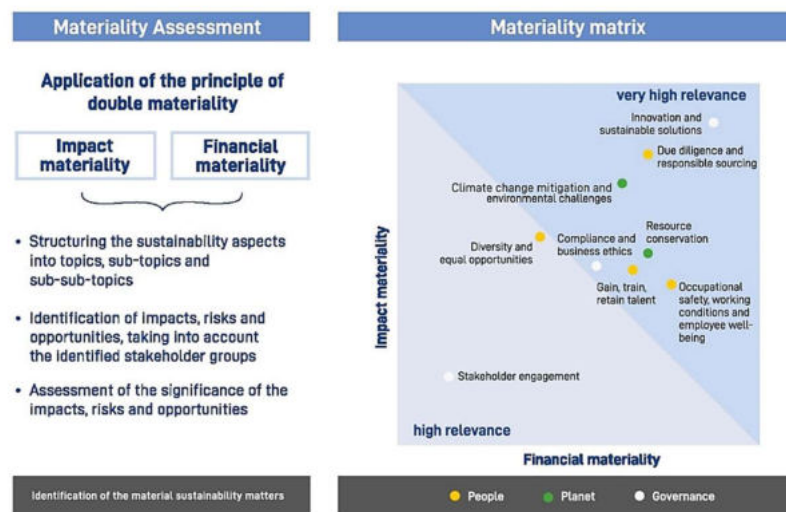 Materiality Assessment
Application of the principle of
double materiality
Impact
materiality
Financial
materiality
• Structuring the sustainability aspects
into topics, sub-topics and
sub-sub-topics
• Identification of impacts, risks and
opportunities, taking into account
the identified stakeholder groups
• Assessment of the significance of the
impacts, risks and opportunities
Identification of the material sustainability matters
Materiality matrix
very high relevance
Innovation and
sustainable solutions
Due diligence and
responsible sourcing
Climate change mitigation and
environmental challenges
Diversity and
equal opportunities
Compliance and
business ethics
Resource
conservation
Gain, train,
retain talent
Occupational
safety, working
conditions and
employee well-
being
Stakeholder engagement
high relevance
Impact materiality
Financial materiality
People
Planet
Governance